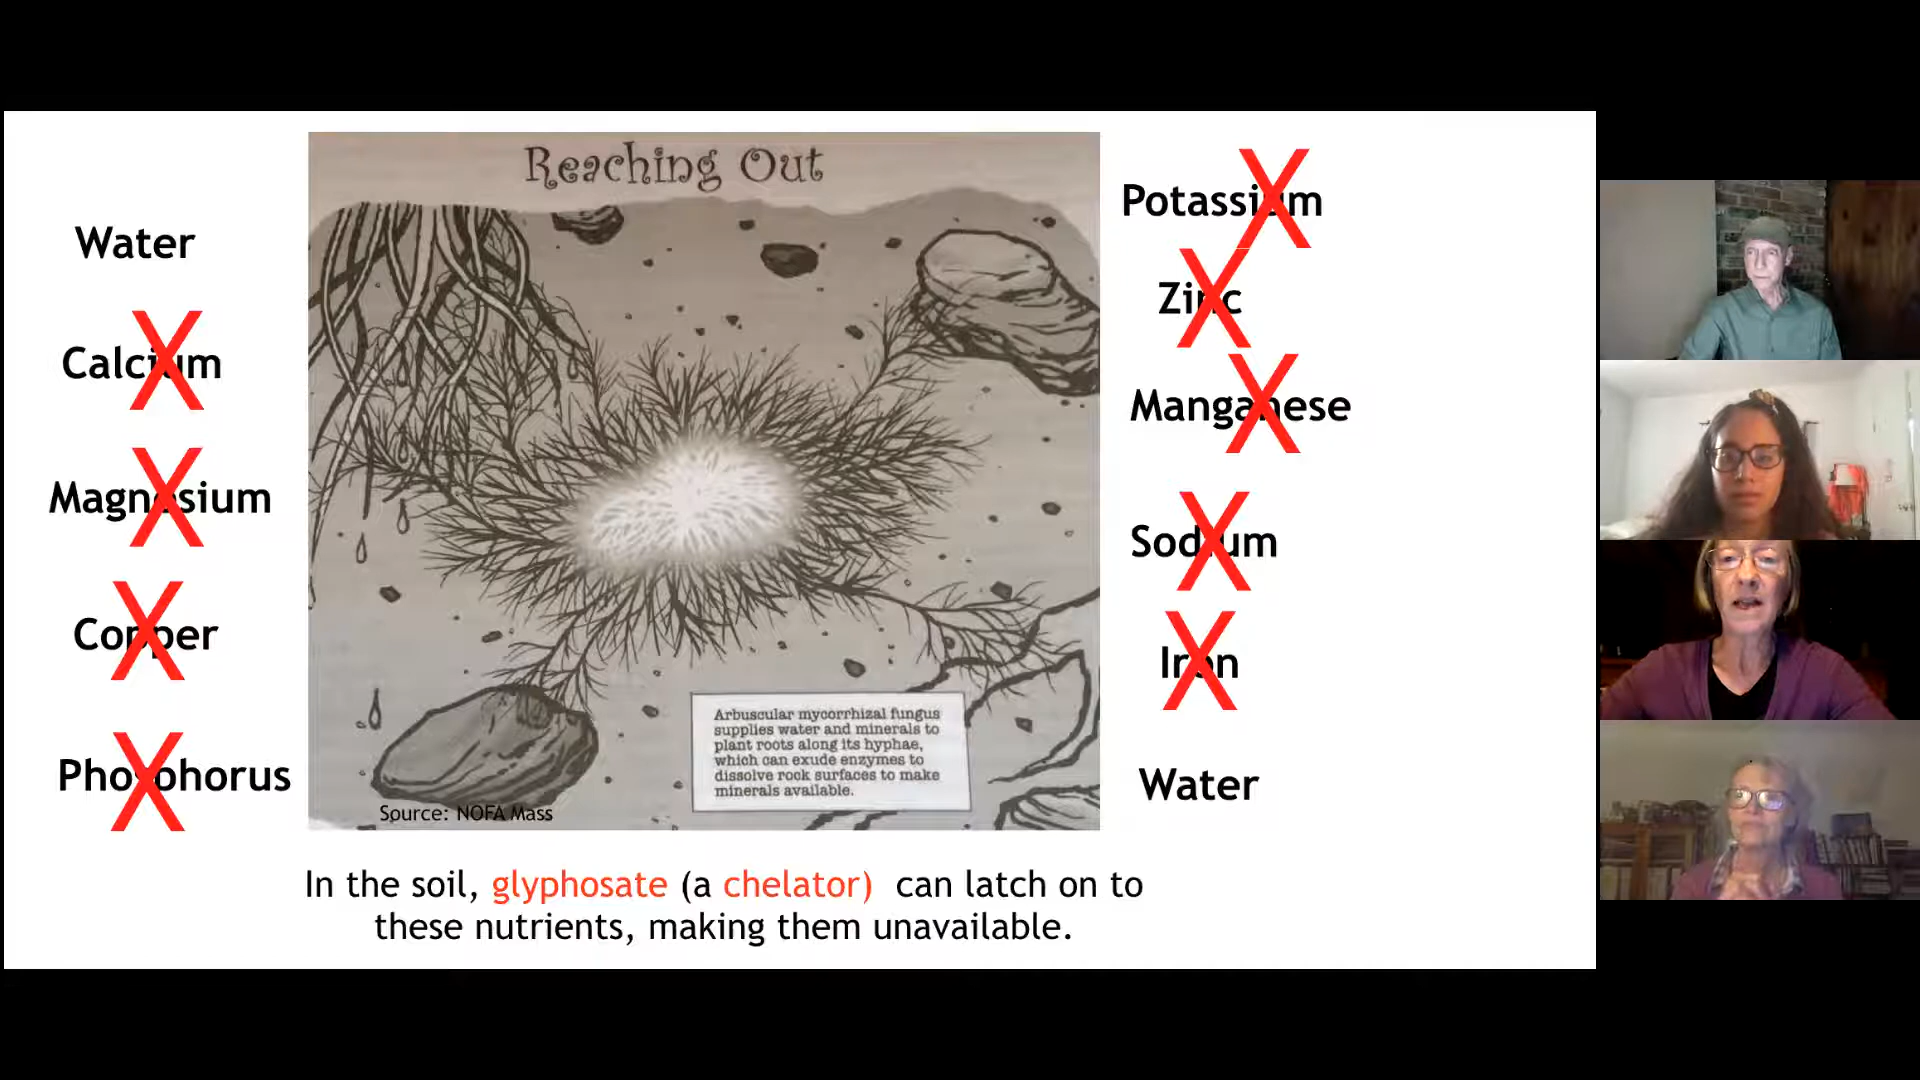 Reaching Out
Water
Calcium
Magnesium
Copper
Phosphorus
Potassium
Zinc
Manganese
Sodium
Iron
Water
Arbuscular mycorrhizal fungus
supplies water and minerals to
plant roots along its hyphae,
which can exude enzymes to
dissolve rock surfaces to make
minerals available.
Source: NOFA Mass
In the soil, glyphosate (a chelator) can latch on to
these nutrients, making them unavailable.